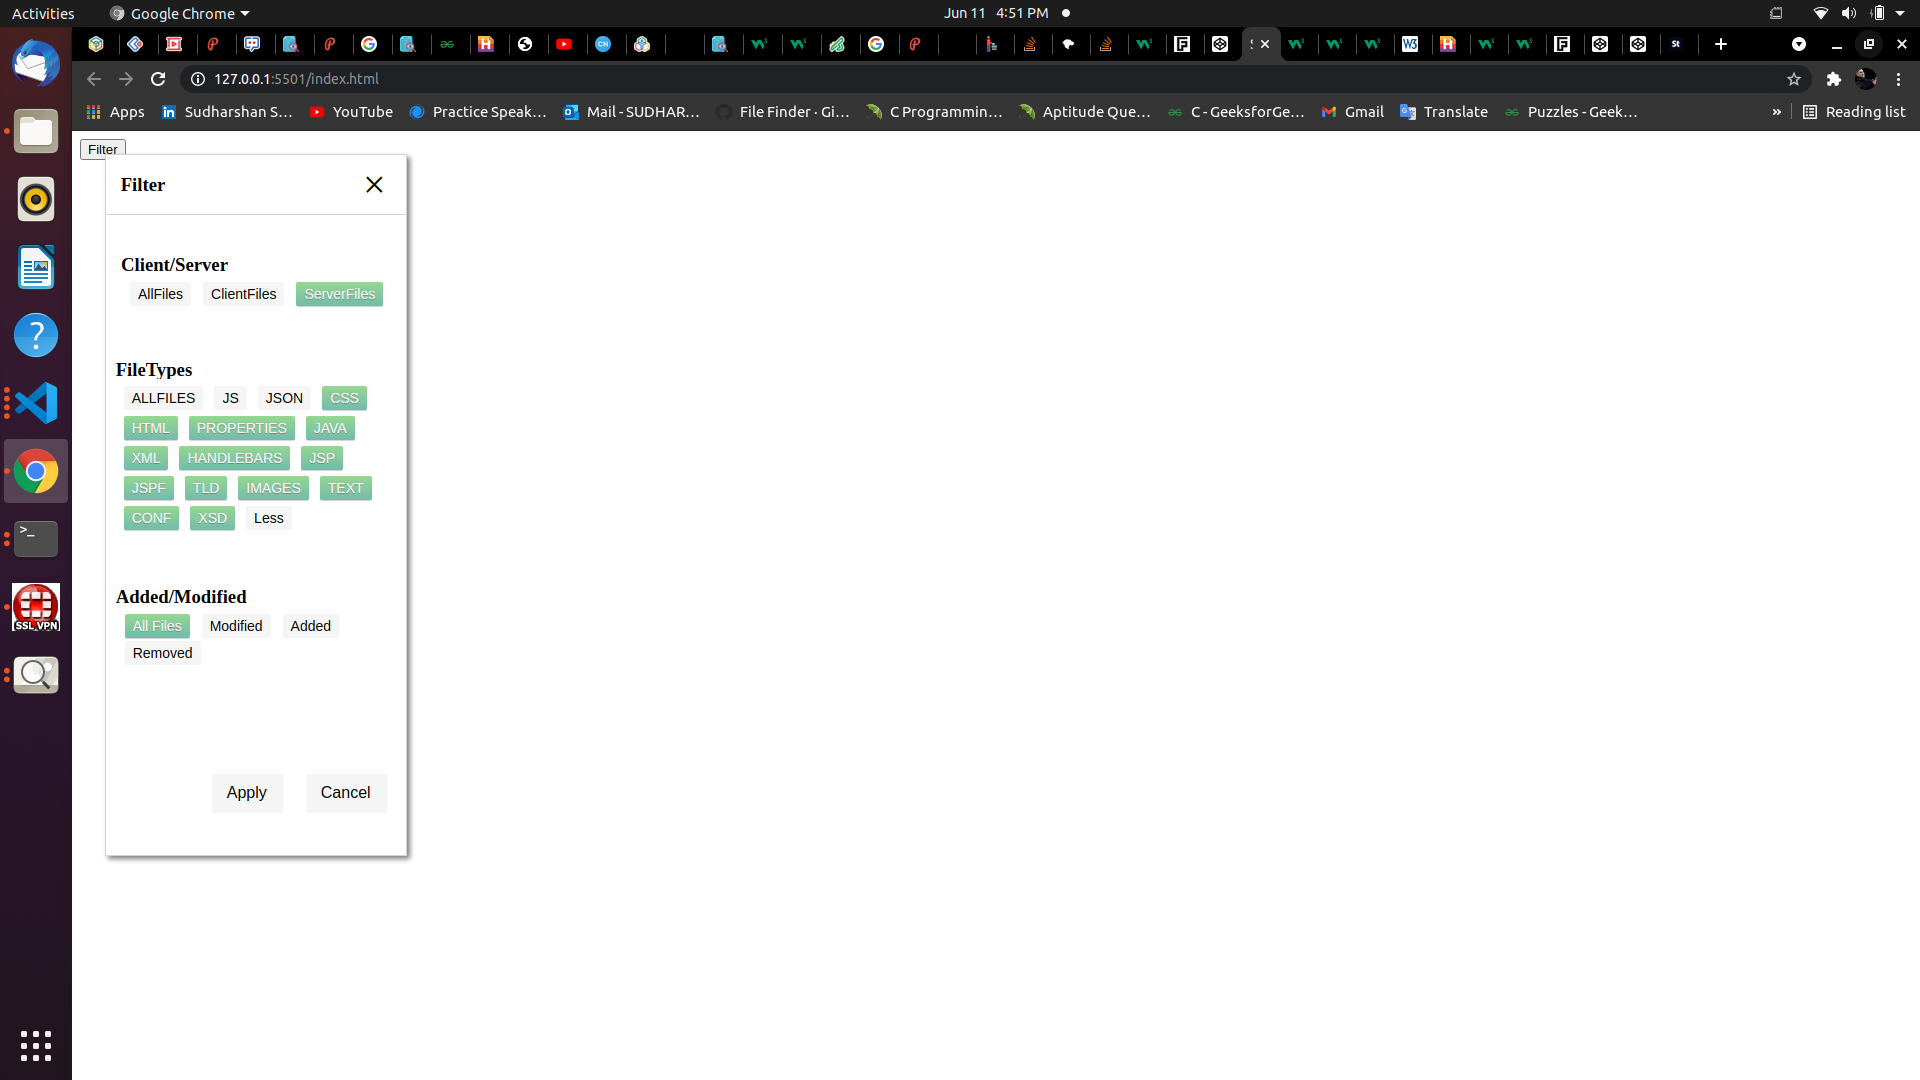 Activities Google Chrome Jun 11 4:51 PM
St
127.0.0.1:5501/index.html
Apps Sudharshan S... YouTube Practice Speak... Mail - SUDHAR... File Finder · Gi... C Programmin... Aptitude Que... C - GeeksforGe... Gmail Translate Puzzles - Geek... » Reading list
Filter
Filter
Client/Server
AllFiles ClientFiles ServerFiles
FileTypes
ALLFILES JS JSON CSS
HTML PROPERTIES JAVA
XML HANDLEBARS JSP
JSPF TLD IMAGES TEXT
CONF XSD Less
SSL VPN
Added/Modified
All Files Modified Added
Removed
Apply Cancel